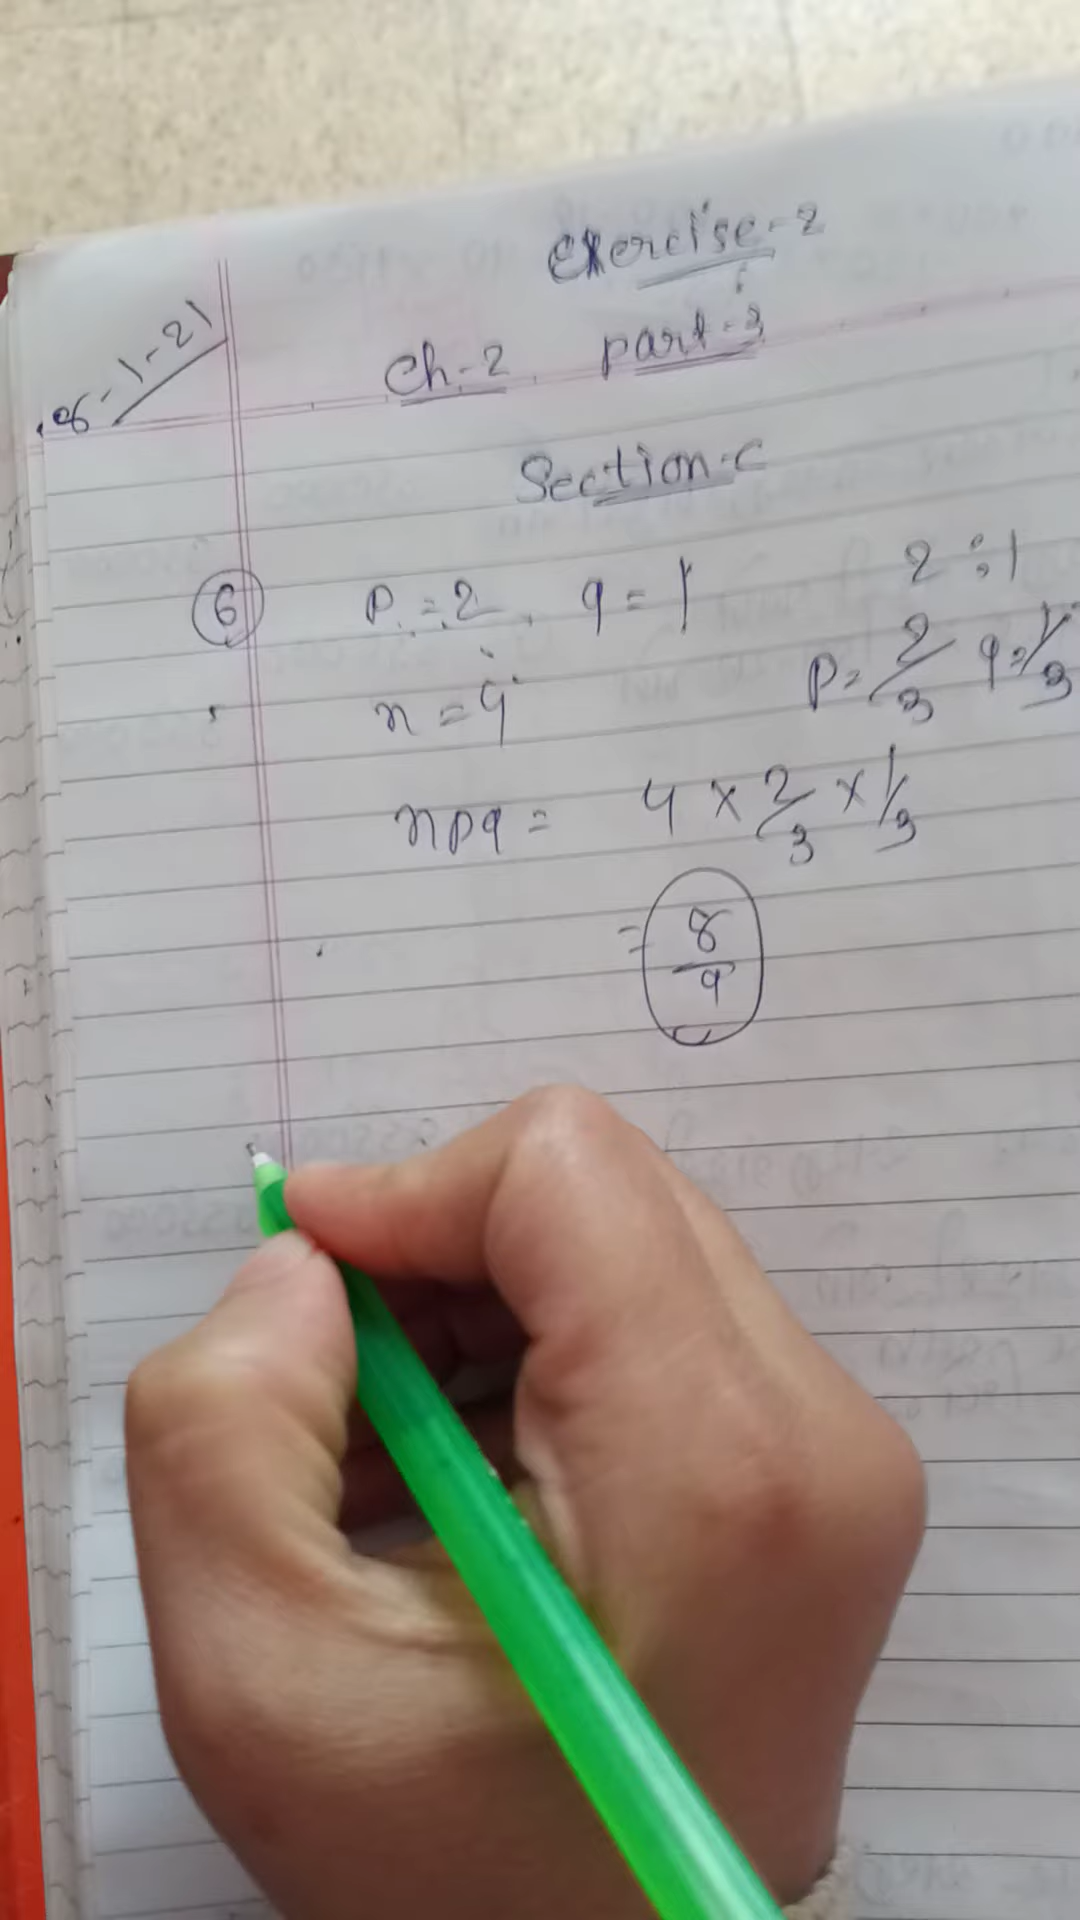 Exercise-2
Ch-2 part-3
6-1-21
Section-C
6 P = 2, q = 1 2 : 1
n = 4 P = 2/3 q = 1/3
npq = 4 × 2/3 × 1/3
= 8/9